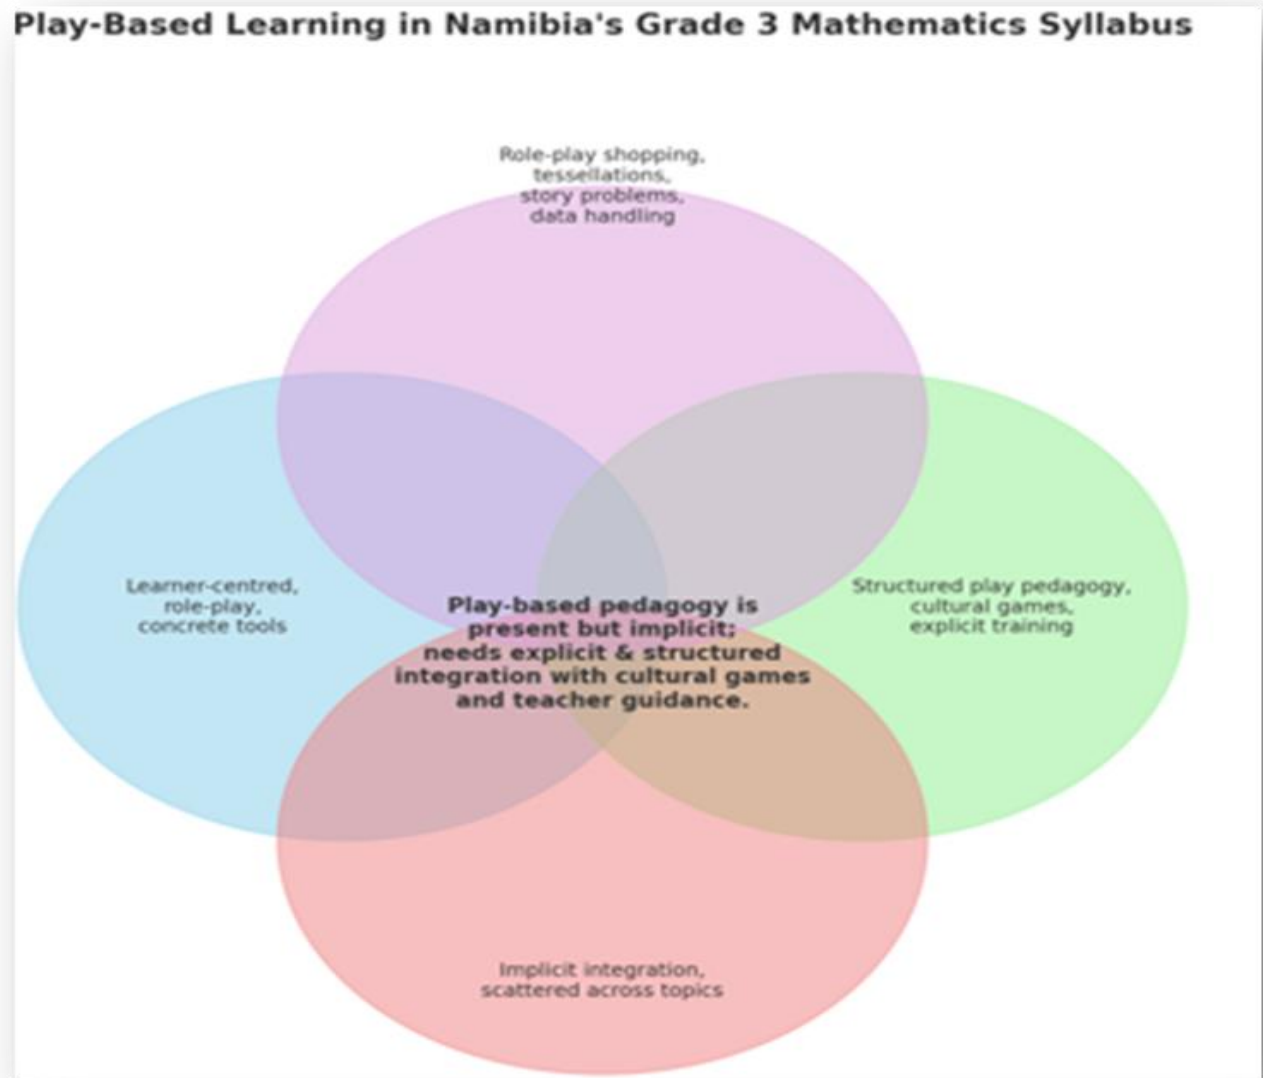 Play-Based Learning in Namibia's Grade 3 Mathematics Syllabus
Role-play shopping,
tessellations,
story problems,
data handling
Learner-centred,
role-play,
concrete tools
Play-based pedagogy is
present but implicit;
needs explicit & structured
integration with cultural games
and teacher guidance.
Structured play pedagogy,
cultural games,
explicit training
Implicit integration,
scattered across topics